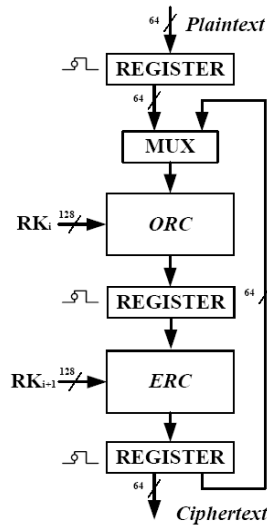 64 Plaintext
REGISTER
64
MUX
RKi 128 ORC
REGISTER 64
RKi+1 128 ERC
REGISTER
64
Ciphertext